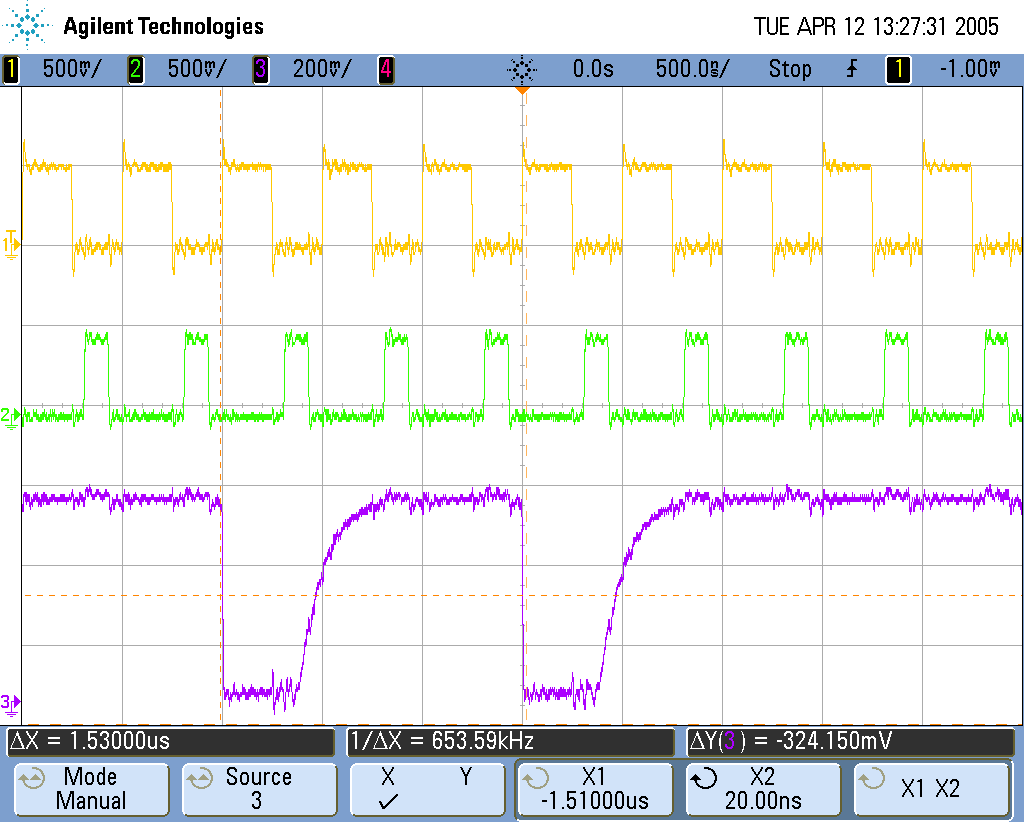 Agilent Technologies TUE APR 12 13:27:31 2005
1 500mV/ 2 500mV/ 3 200mV/ 4 0.0s 500.0ns/ Stop 1 -1.00mV
T
1
2
3
ΔX = 1.53000us 1/ΔX = 653.59kHz ΔY(3) = -324.150mV
Mode Source X Y X1 X2 X1 X2
Manual 3 ✓ -1.51000us 20.00ns